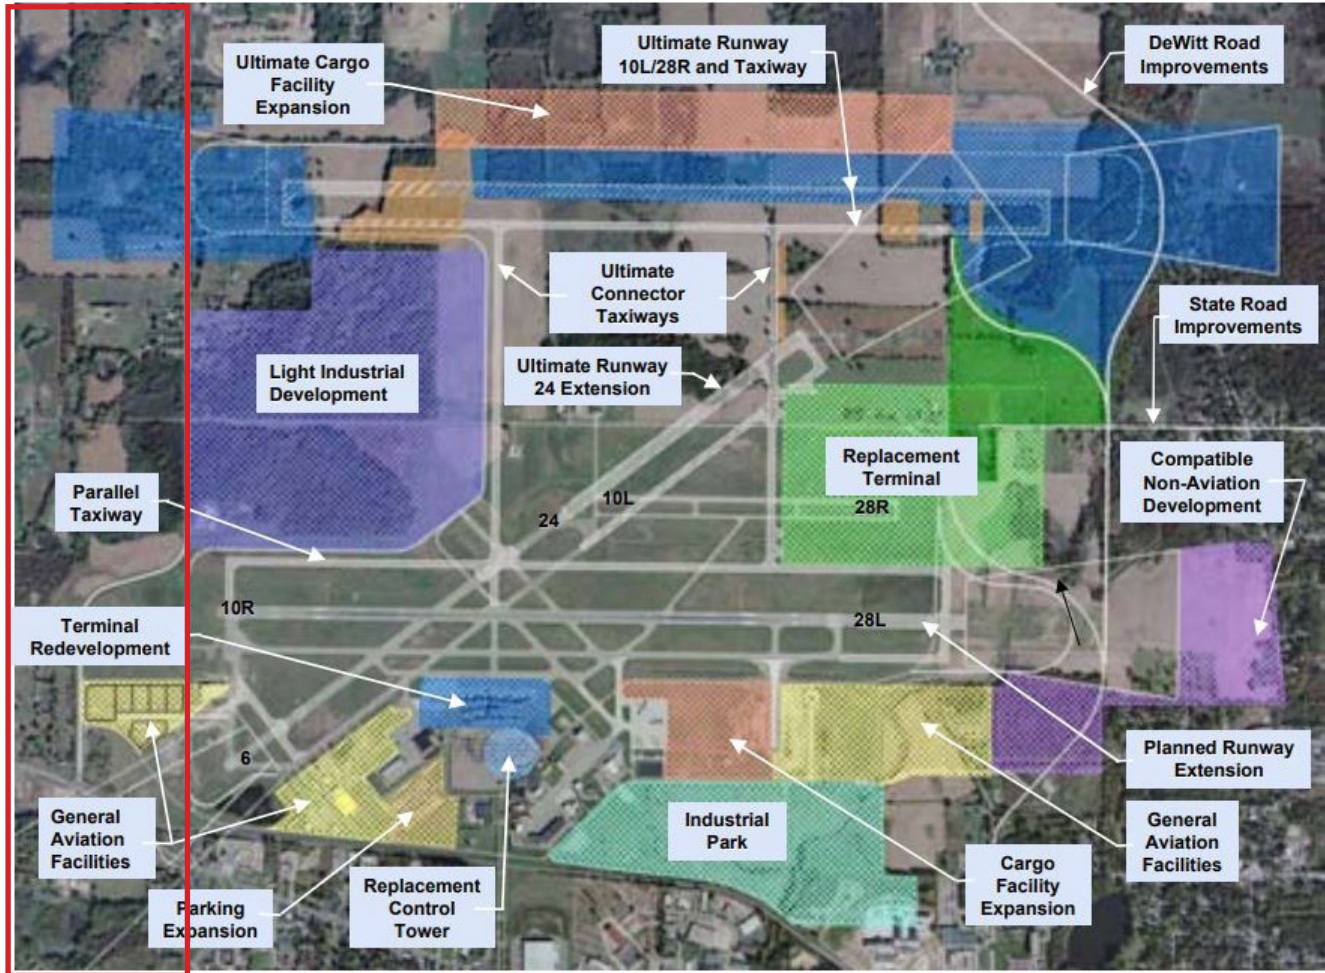 Ultimate Cargo
Facility
Expansion
Ultimate Runway
10L/28R and Taxiway
DeWitt Road
Improvements
Ultimate
Connector
Taxiways
State Road
Improvements
Light Industrial
Development
Ultimate Runway
24 Extension
Replacement
Terminal
Compatible
Non-Aviation
Development
Parallel
Taxiway
10L
28R
24
10R
28L
Terminal
Redevelopment
6
Planned Runway
Extension
General
Aviation
Facilities
Industrial
Park
General
Aviation
Facilities
Parking
Expansion
Replacement
Control
Tower
Cargo
Facility
Expansion